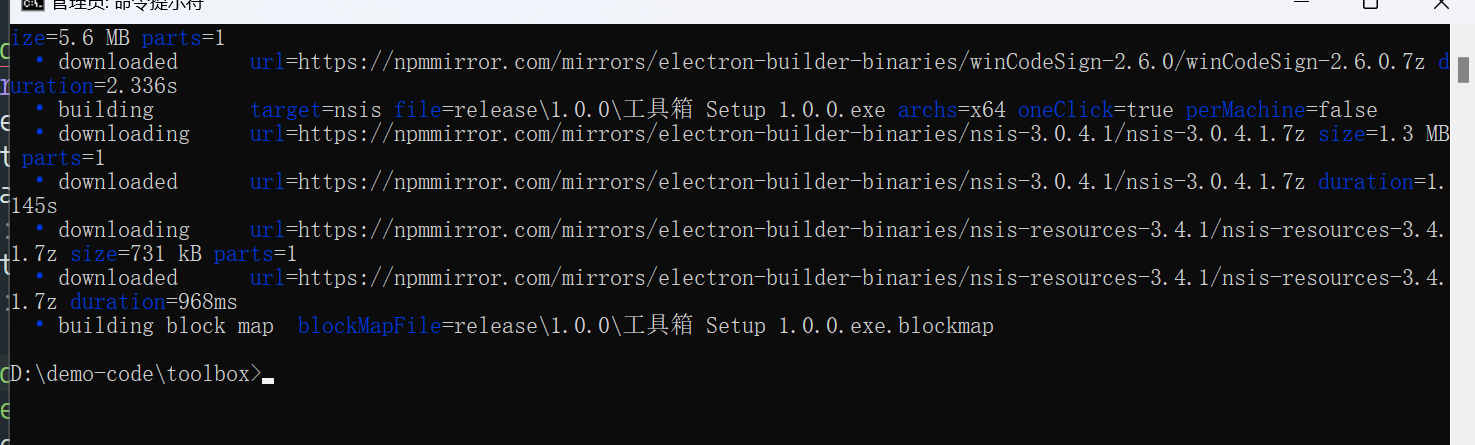 管理员: 命令提示符
ize=5.6 MB parts=1
  • downloaded      url=https://npmmirror.com/mirrors/electron-builder-binaries/winCodeSign-2.6.0/winCodeSign-2.6.0.7z d
uration=2.336s
  • building        target=nsis file=release\1.0.0\工具箱 Setup 1.0.0.exe archs=x64 oneClick=true perMachine=false
  • downloading     url=https://npmmirror.com/mirrors/electron-builder-binaries/nsis-3.0.4.1/nsis-3.0.4.1.7z size=1.3 MB
 parts=1
  • downloaded      url=https://npmmirror.com/mirrors/electron-builder-binaries/nsis-3.0.4.1/nsis-3.0.4.1.7z duration=1.
145s
  • downloading     url=https://npmmirror.com/mirrors/electron-builder-binaries/nsis-resources-3.4.1/nsis-resources-3.4.
1.7z size=731 kB parts=1
  • downloaded      url=https://npmmirror.com/mirrors/electron-builder-binaries/nsis-resources-3.4.1/nsis-resources-3.4.
1.7z duration=968ms
  • building block map  blockMapFile=release\1.0.0\工具箱 Setup 1.0.0.exe.blockmap
D:\demo-code\toolbox>